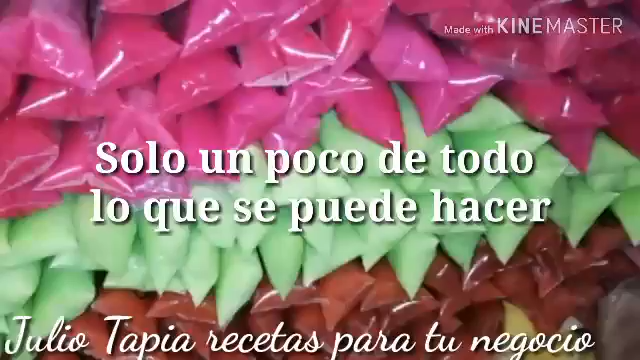 Made with KINEMASTER
Solo un poco de todo
lo que se puede hacer
Julio Tapia recetas para tu negocio